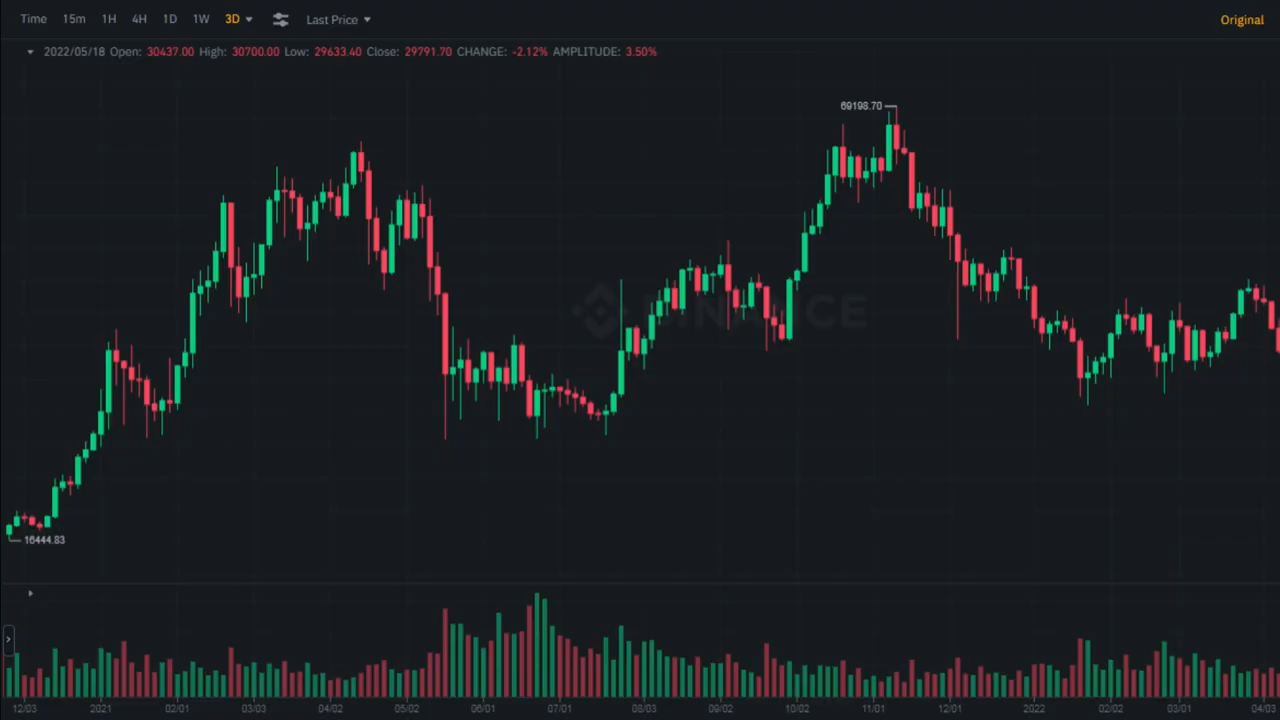 Time 15m 1H 4H 1D 1W 3D Last Price Original
2022/05/18 Open: 30437.00 High: 30700.00 Low: 29633.40 Close: 29791.70 CHANGE: -2.12% AMPLITUDE: 3.50%
69198.70
BINANCE
16444.83
12/03 2021 02/01 03/03 04/02 05/02 06/01 07/01 08/03 09/02 10/02 11/01 12/01 2022 02/02 03/01 04/03